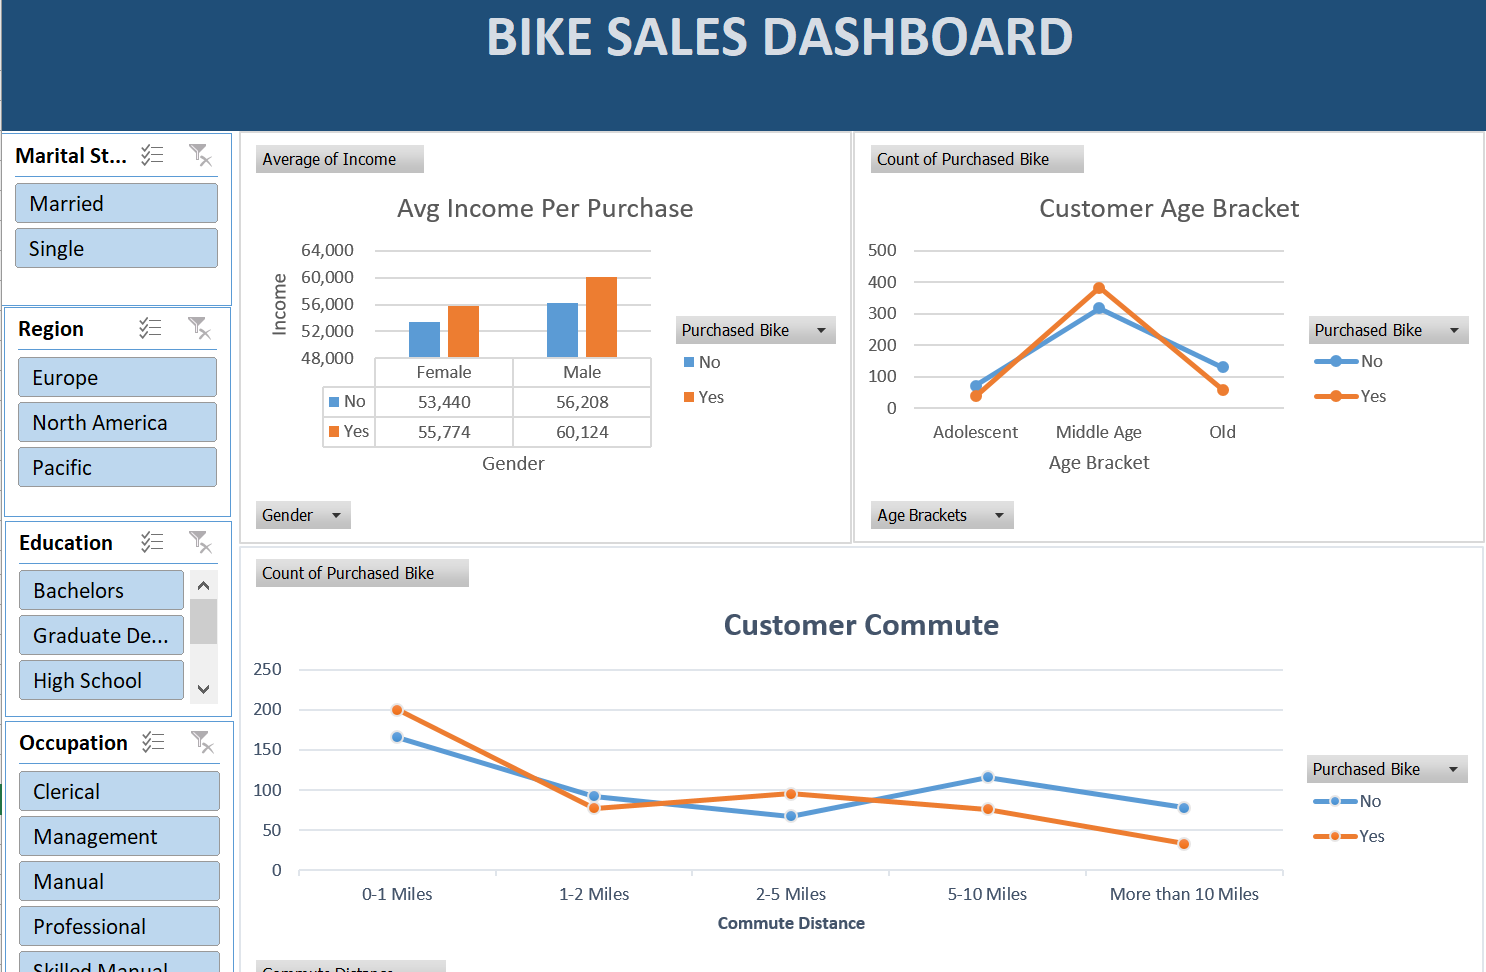 BIKE SALES DASHBOARD
Marital St...
Married
Single
Region
Europe
North America
Pacific
Education
Bachelors
Graduate De...
High School
Occupation
Clerical
Management
Manual
Professional
Skilled Manual
Average of Income
Avg Income Per Purchase
64,000
60,000
56,000
52,000
48,000
Income
Female Male
No 53,440 56,208
Yes 55,774 60,124
Gender
Purchased Bike
No
Yes
Gender
Count of Purchased Bike
Customer Age Bracket
500
400
300
200
100
0
Adolescent Middle Age Old
Age Bracket
Purchased Bike
No
Yes
Age Brackets
Count of Purchased Bike
Customer Commute
250
200
150
100
50
0
0-1 Miles 1-2 Miles 2-5 Miles 5-10 Miles More than 10 Miles
Commute Distance
Purchased Bike
No
Yes
Commute Distance